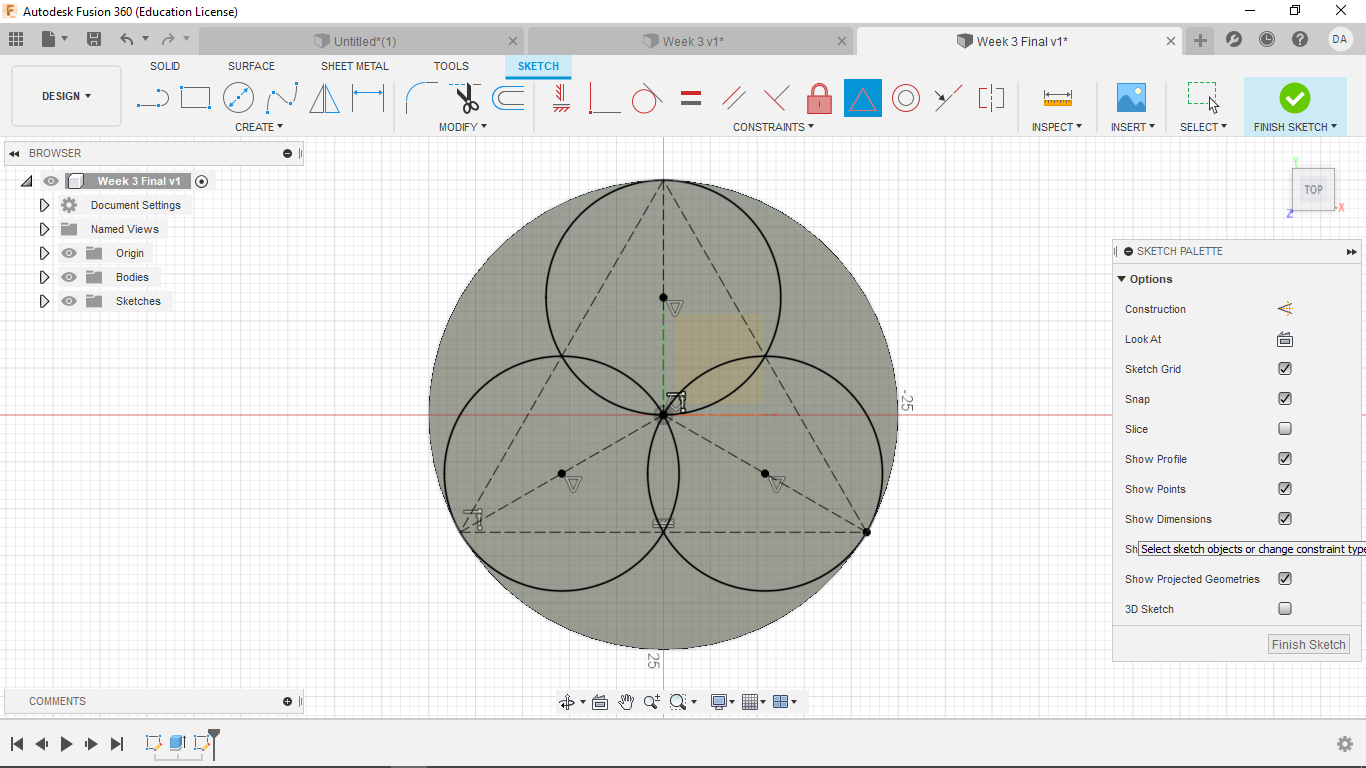 Autodesk Fusion 360 (Education License)
Untitled*(1)
Week 3 v1*
Week 3 Final v1*
DA
SOLID
SURFACE
SHEET METAL
TOOLS
SKETCH
DESIGN
CREATE
MODIFY
CONSTRAINTS
INSPECT
INSERT
SELECT
FINISH SKETCH
BROWSER
Week 3 Final v1
Document Settings
Named Views
Origin
Bodies
Sketches
Y
TOP
X
Z
-25
25
SKETCH PALETTE
Options
Construction
Look At
Sketch Grid
Snap
Slice
Show Profile
Show Points
Show Dimensions
Sh
Select sketch objects or change constraint type
Show Projected Geometries
3D Sketch
Finish Sketch
COMMENTS